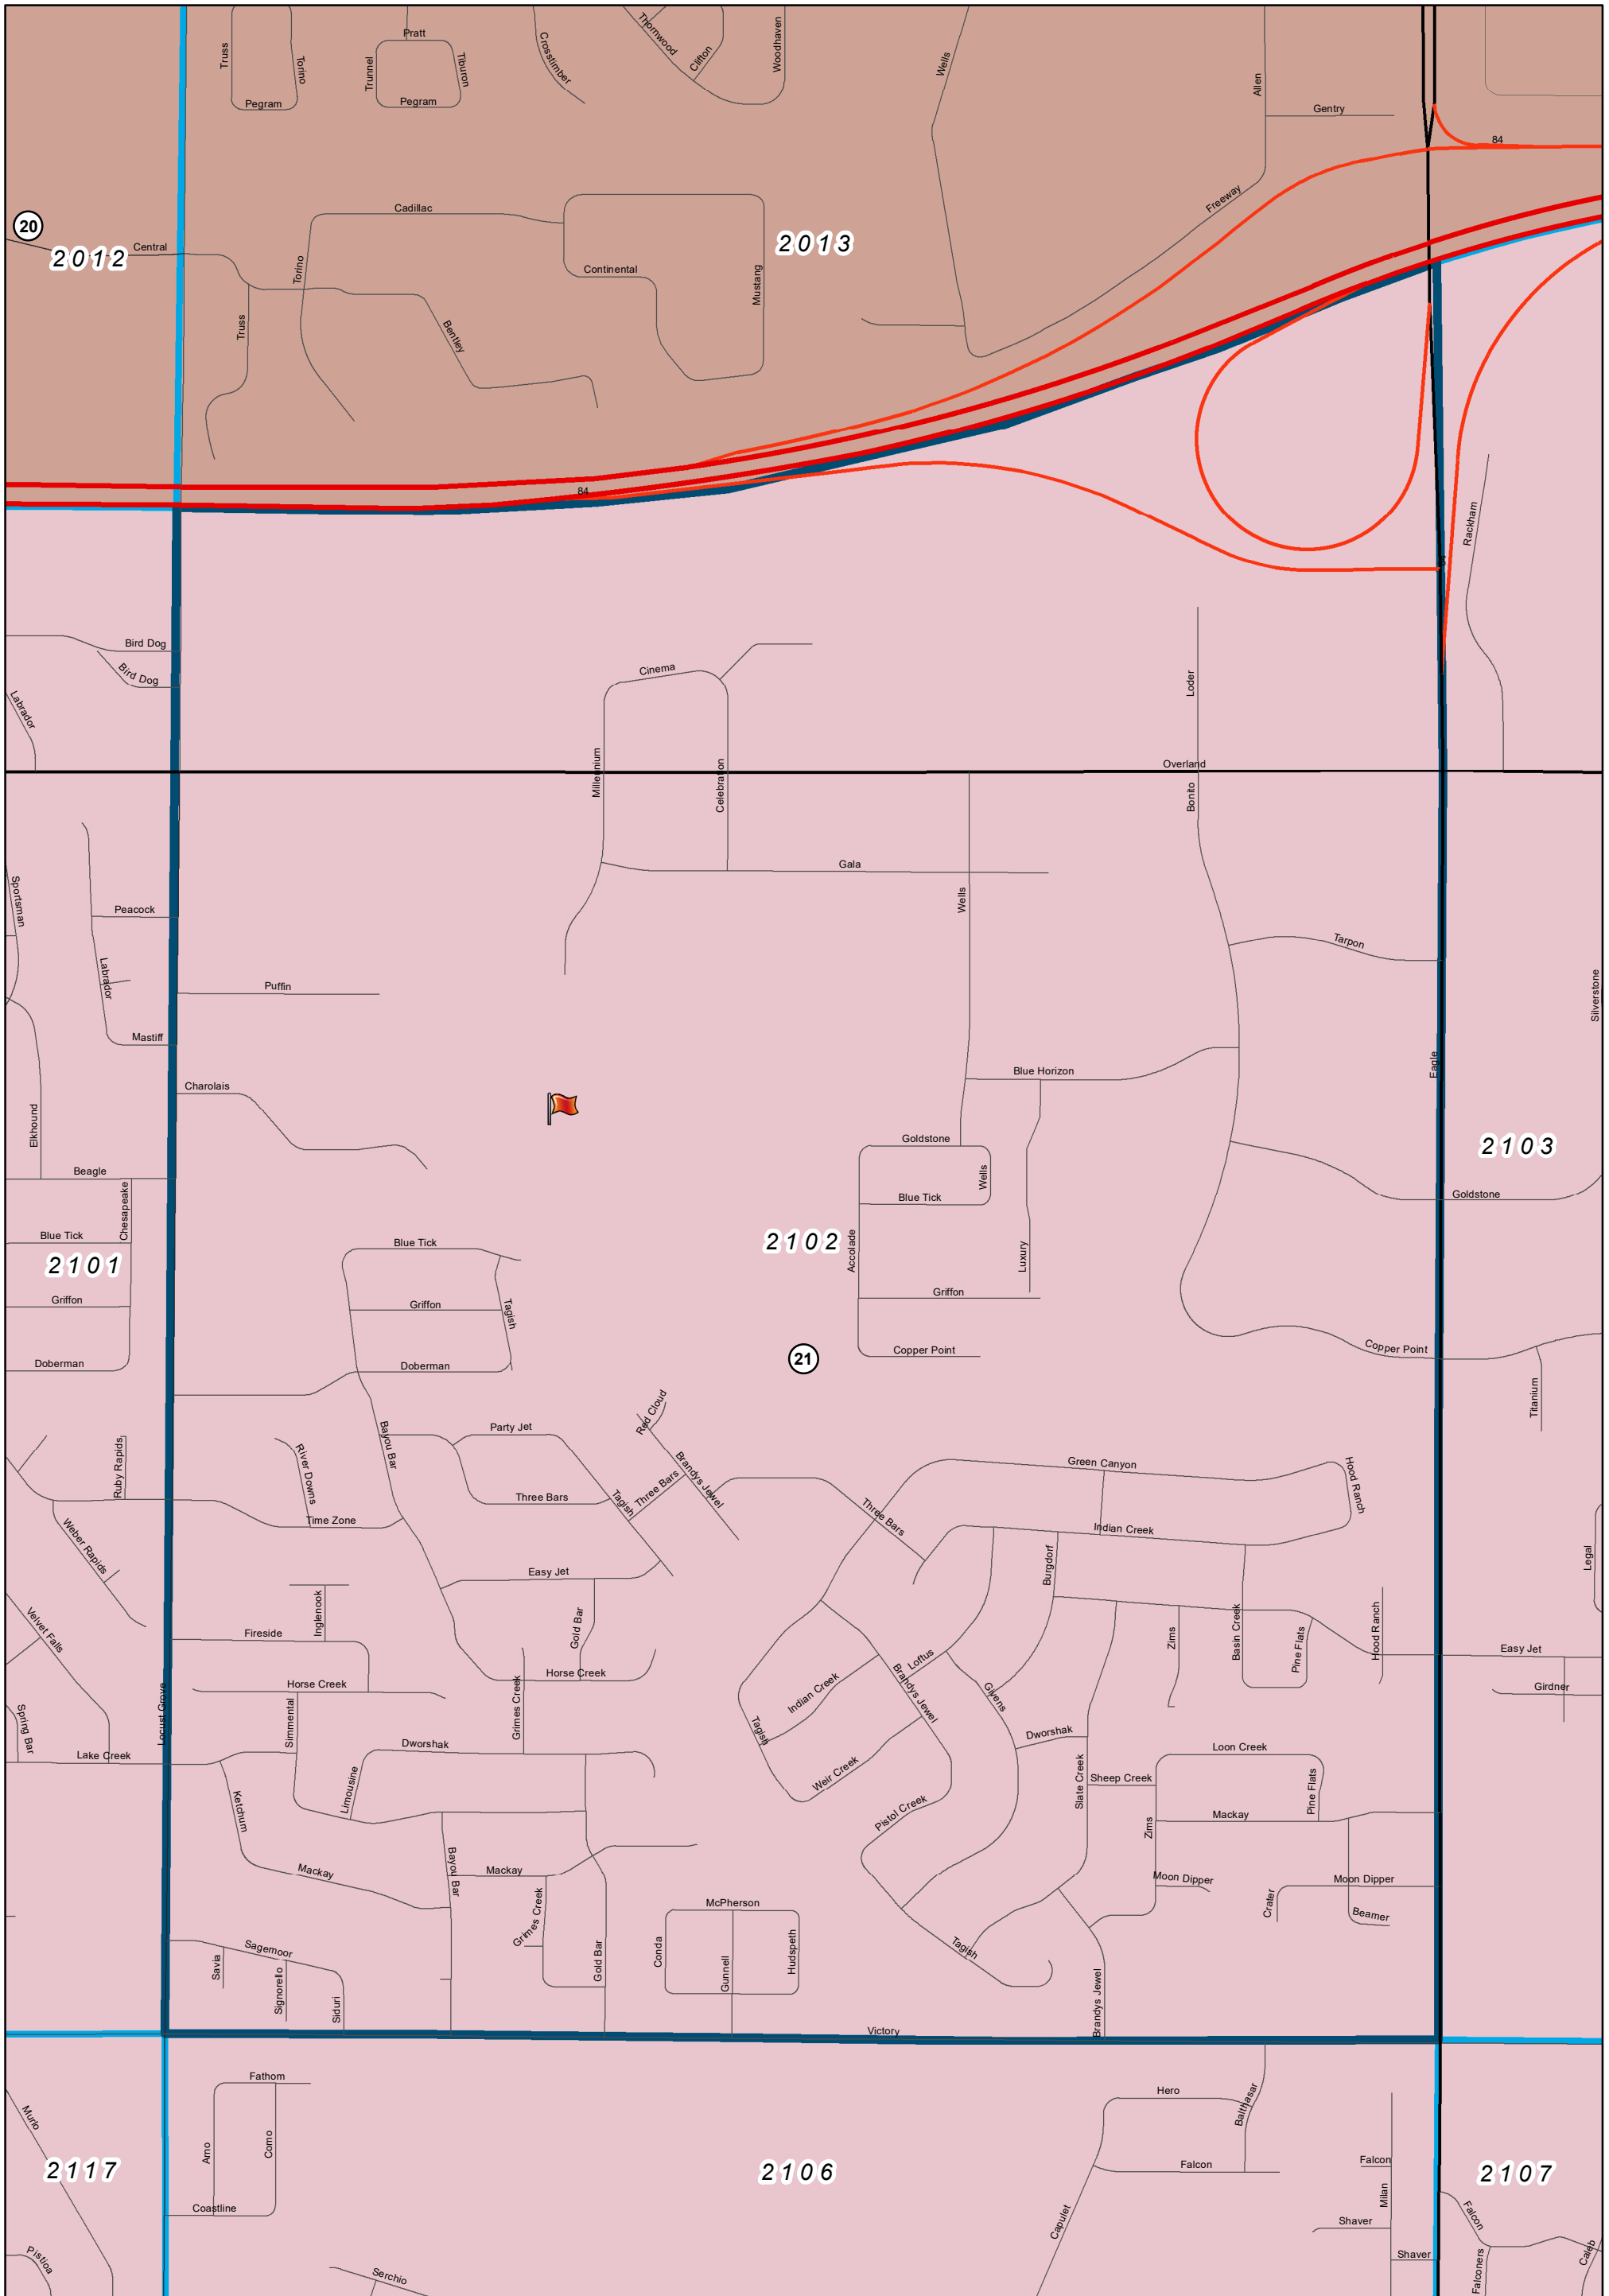 Truss
Torino
Pegram
Pratt
Trunnel
Tiburon
Pegram
Crosstimber
Thornwood
Clifton
Woodhaven
Wells
Allen
Gentry
84
Freeway
20
2012
Central
Cadillac
Torino
Truss
Bentley
Continental
Mustang
2013
84
Rackham
Bird Dog
Bird Dog
Labrador
Cinema
Millennium
Celebration
Loder
Overland
Bonito
Gala
Wells
Sportsman
Peacock
Labrador
Mastiff
Puffin
Tarpon
Silverstone
Eagle
Charolais
Blue Horizon
Elkhound
Beagle
Chesapeake
Blue Tick
2101
Griffon
Doberman
Goldstone
Wells
Blue Tick
Accolade
Luxury
Griffon
Copper Point
2102
2103
Goldstone
Blue Tick
Griffon
Tagish
Doberman
21
Copper Point
Titanium
Ruby Rapids
River Downs
Bayou Bar
Party Jet
Red Cloud
Brandys Jewel
Three Bars
Three Bars
Tagish
Time Zone
Weber Rapids
Three Bars
Green Canyon
Hood Ranch
Indian Creek
Burgdorf
Legal
Easy Jet
Gold Bar
Inglenook
Fireside
Velvet Falls
Horse Creek
Horse Creek
Grimes Creek
Simmental
Locust Grove
Spring Bar
Lake Creek
Loftus
Brandys Jewel
Indian Creek
Tagish
Weir Creek
Givens
Dworshak
Zims
Basin Creek
Pine Flats
Hood Ranch
Easy Jet
Girdner
Dworshak
Limousine
Ketchum
Mackay
Bayou Bar
Mackay
Grimes Creek
Gold Bar
Pistol Creek
Slate Creek
Sheep Creek
Loon Creek
Pine Flats
Mackay
Zims
Moon Dipper
Crater
Moon Dipper
Beamer
McPherson
Conda
Gunnell
Hudspeth
Tagish
Brandys Jewel
Sagemoor
Savia
Signorello
Siduri
Victory
Fathom
Arno
Como
Coastline
Murlo
2117
Pistioa
Serchio
2106
Hero
Balthasar
Falcon
Capulet
Falcon
Milan
Shaver
Shaver
2107
Falcon
Falconers
Caleb